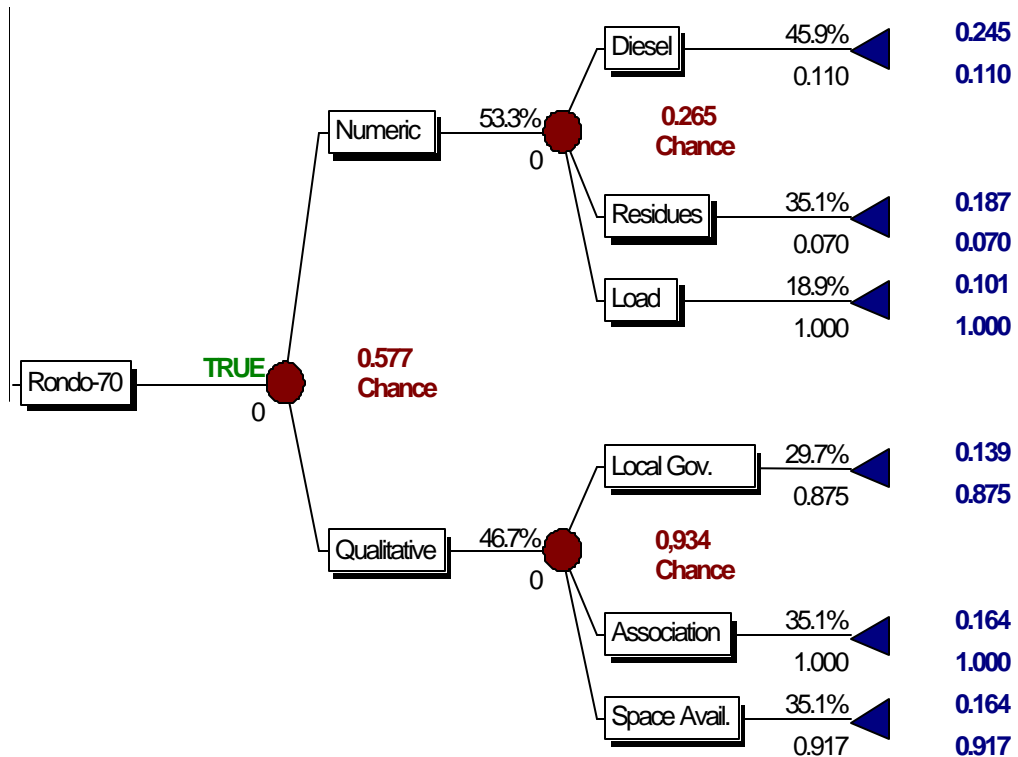 Diesel 45.9% 0.245
0.110 0.110
Numeric 53.3% 0.265
0 Chance
Residues 35.1% 0.187
0.070 0.070
Load 18.9% 0.101
1.000 1.000
Rondo-70 TRUE 0.577
0 Chance
Local Gov. 29.7% 0.139
0.875 0.875
Qualitative 46.7% 0,934
0 Chance
Association 35.1% 0.164
1.000 1.000
Space Avail. 35.1% 0.164
0.917 0.917